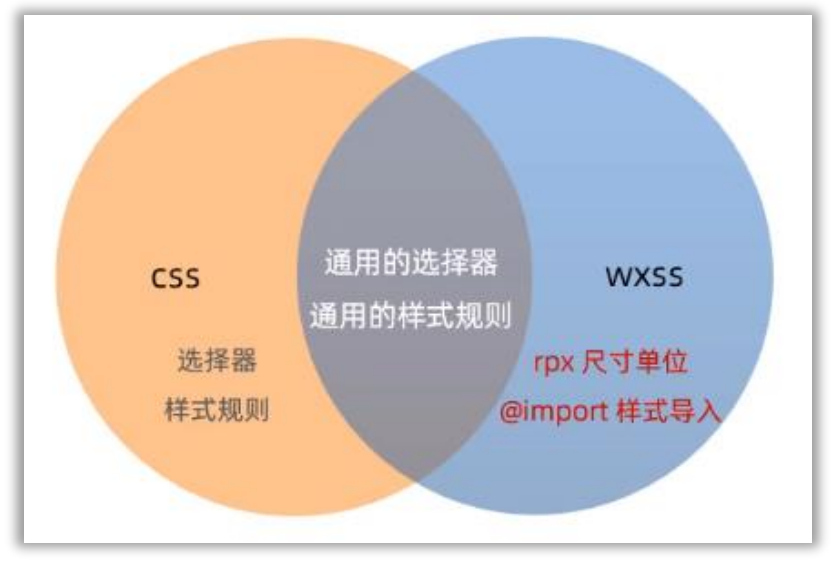 css
选择器
样式规则
通用的选择器
通用的样式规则
wxss
rpx 尺寸单位
@import 样式导入